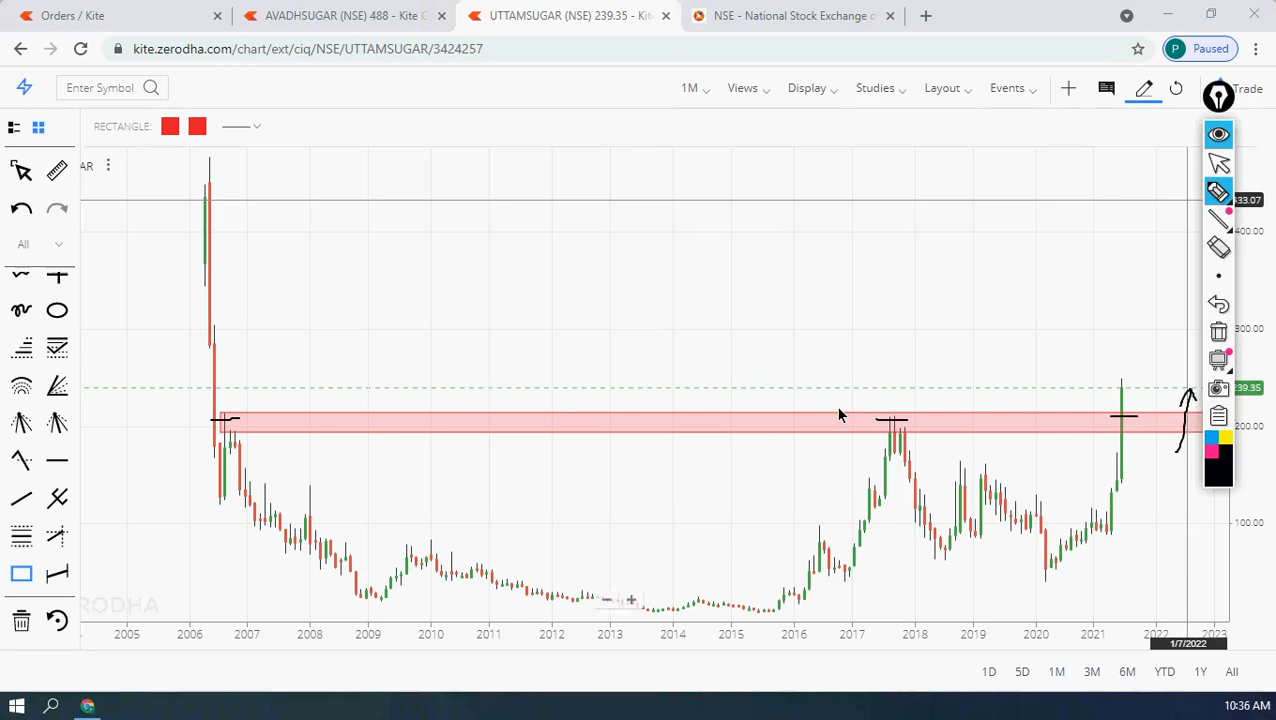 Orders / Kite
AVADHSUGAR (NSE) 488 - Kite
UTTAMSUGAR (NSE) 239.35 - Kit
NSE - National Stock Exchange
kite.zerodha.com/chart/ext/ciq/NSE/UTTAMSUGAR/3424257
P Paused
Enter Symbol
1M
Views
Display
Studies
Layout
Events
Trade
RECTANGLE:
AR
All
433.07
400.00
300.00
239.35
200.00
100.00
ERODHA
2005 2006 2007 2008 2009 2010 2011 2012 2013 2014 2015 2016 2017 2018 2019 2020 2021 2022 2023
1/7/2022
1D 5D 1M 3M 6M YTD 1Y All
10:36 AM